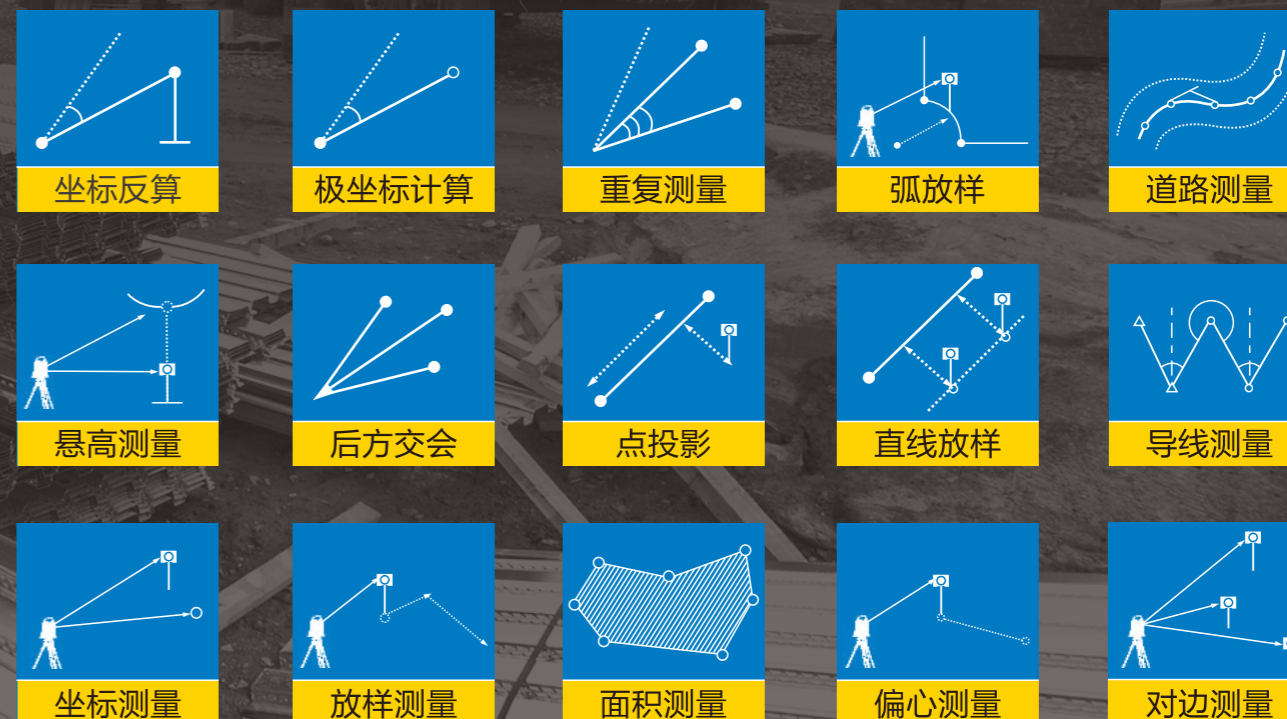 坐标反算
极坐标计算
重复测量
弧放样
道路测量
悬高测量
后方交会
点投影
直线放样
导线测量
坐标测量
放样测量
面积测量
偏心测量
对边测量